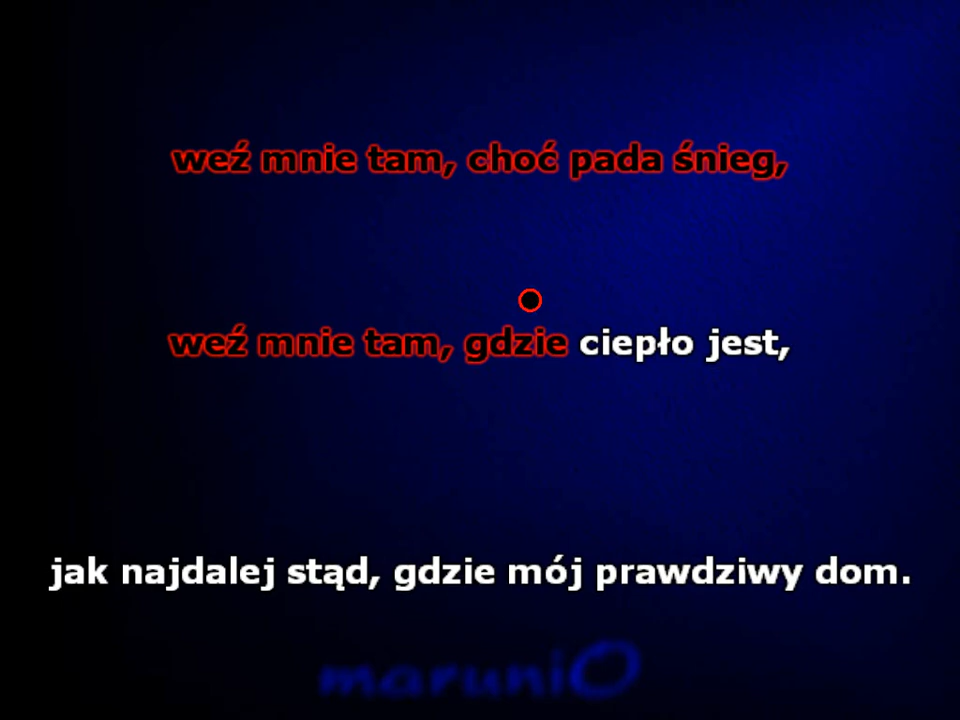 weź mnie tam, choć pada śnieg,
weź mnie tam, gdzie ciepło jest,
jak najdalej stąd, gdzie mój prawdziwy dom.
maruniO